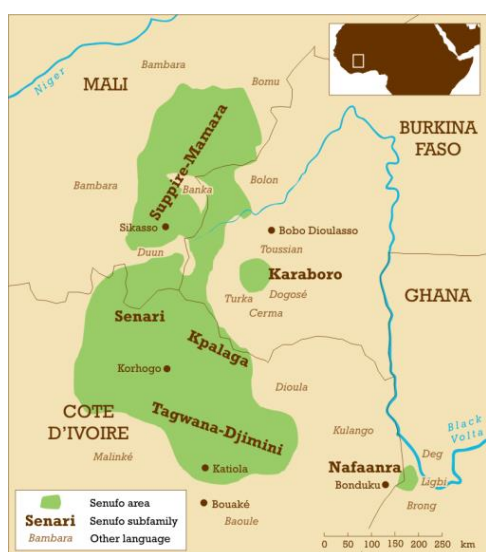 Niger
Bambara
MALI
Bomu
BURKINA
FASO
Suppire-Mamara
Bambara
Banka
Bolon
Sikasso
Bobo Dioulasso
Duun
Toussian
Karaboro
Turka
Dogosé
Cerma
GHANA
Senari
Kpalaga
Korhogo
Dioula
COTE
D'IVOIRE
Tagwana-Djimini
Malinké
Kulango
Black
Volta
Katiola
Nafaanra
Deg
Bonduku
Ligbi
Bouaké
Brong
Baoule
Senufo area
Senari Senufo subfamily
Bambara Other language
0 50 100 150 200 250 km